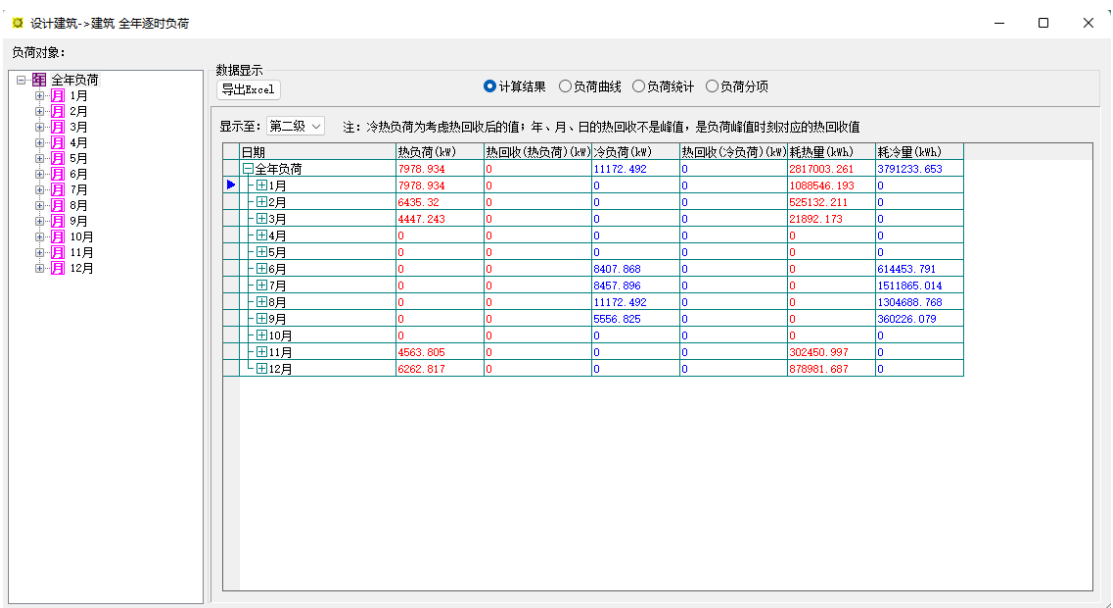 设计建筑->建筑 全年逐时负荷
负荷对象:
年 全年负荷
月 1月
月 2月
月 3月
月 4月
月 5月
月 6月
月 7月
月 8月
月 9月
月 10月
月 11月
月 12月
数据显示
导出Excel 计算结果 负荷曲线 负荷统计 负荷分项
显示至: 第二级 注: 冷热负荷为考虑热回收后的值; 年、月、日的热回收不是峰值, 是负荷峰值时刻对应的热回收值
日期 热负荷(kW) 热回收(热负荷)(kW) 冷负荷(kW) 热回收(冷负荷)(kW) 耗热量(kWh) 耗冷量(kWh)
全年负荷 7978.934 0 11172.492 0 2817003.261 3791233.653
1月 7978.934 0 0 0 1088546.193 0
2月 6435.32 0 0 0 525132.211 0
3月 4447.243 0 0 0 21892.173 0
4月 0 0 0 0 0 0
5月 0 0 0 0 0 0
6月 0 0 8407.868 0 0 614453.791
7月 0 0 8457.896 0 0 1511865.014
8月 0 0 11172.492 0 0 1304688.768
9月 0 0 5556.825 0 0 360226.079
10月 0 0 0 0 0 0
11月 4563.805 0 0 0 302450.997 0
12月 6262.817 0 0 0 878981.687 0